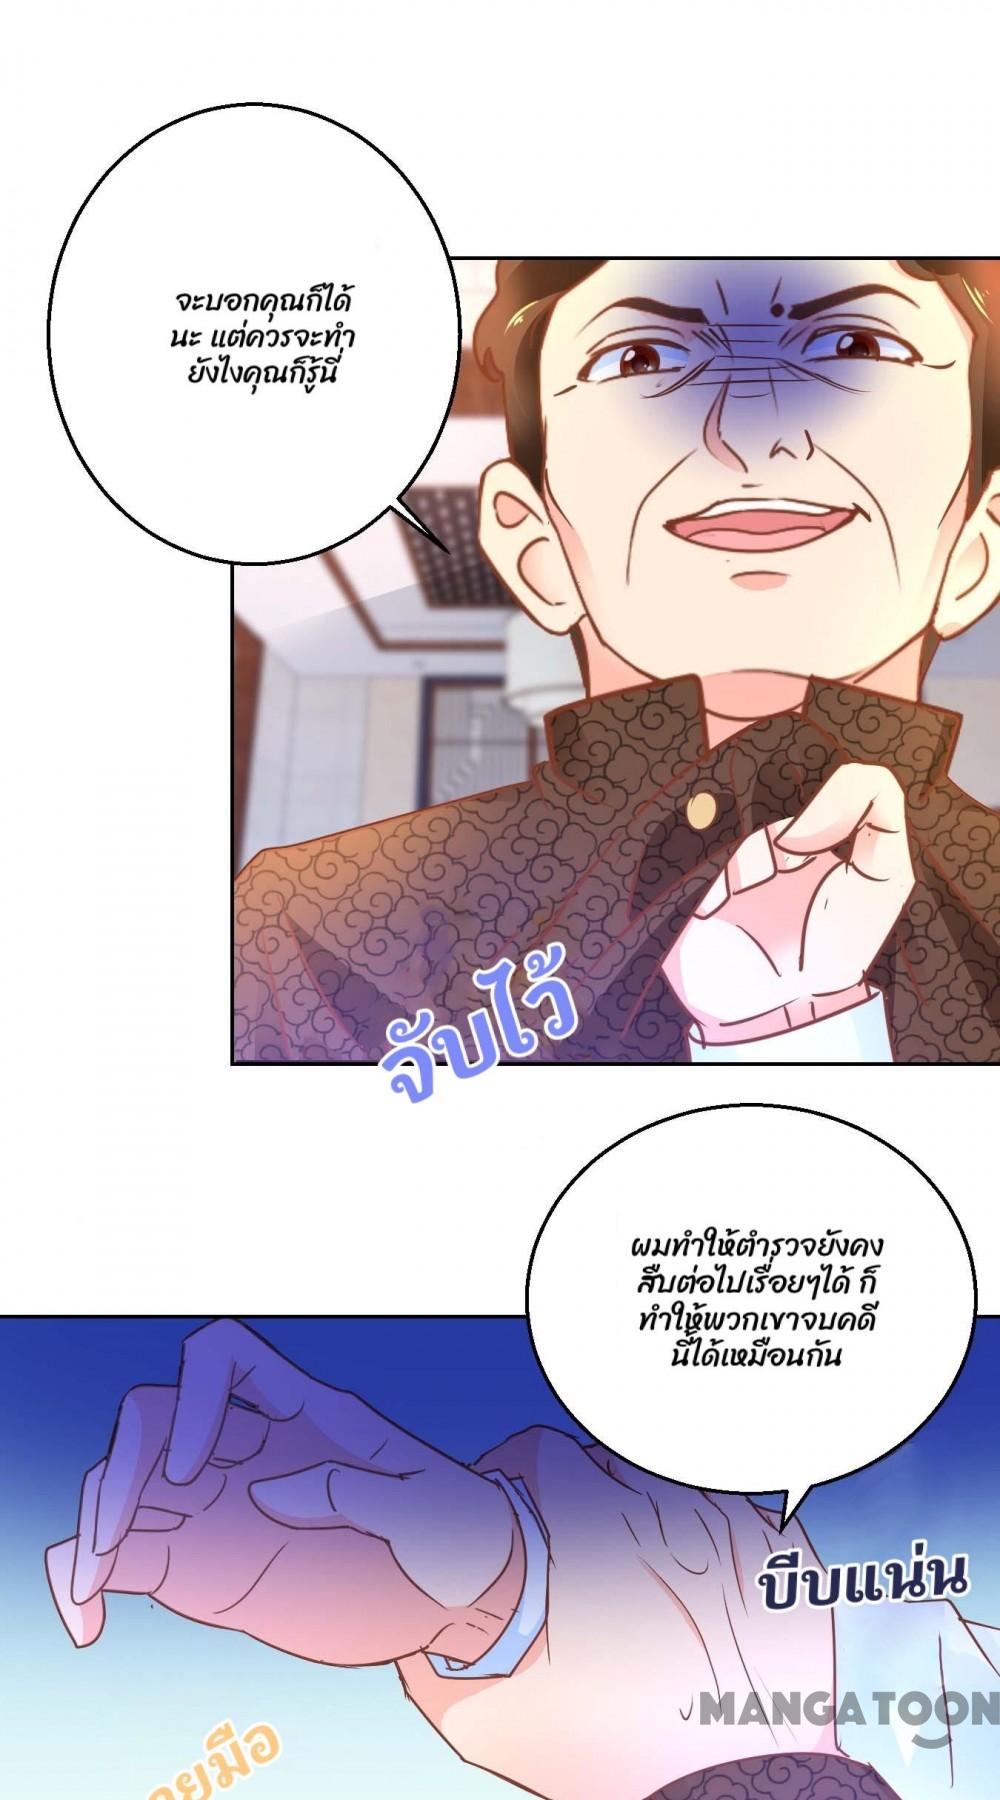 จะบอกคุณก็ได้
นะ แต่ควรจะทำ
ยังไงคุณก็รู้นี่
จับไว้
ผมทำให้ตำรวจยังคง
สืบต่อไปเรื่อยๆได้ ก็
ทำให้พวกเขาจบคดี
นี้ได้เหมือนกัน
บีบแน่น
MANGATOON